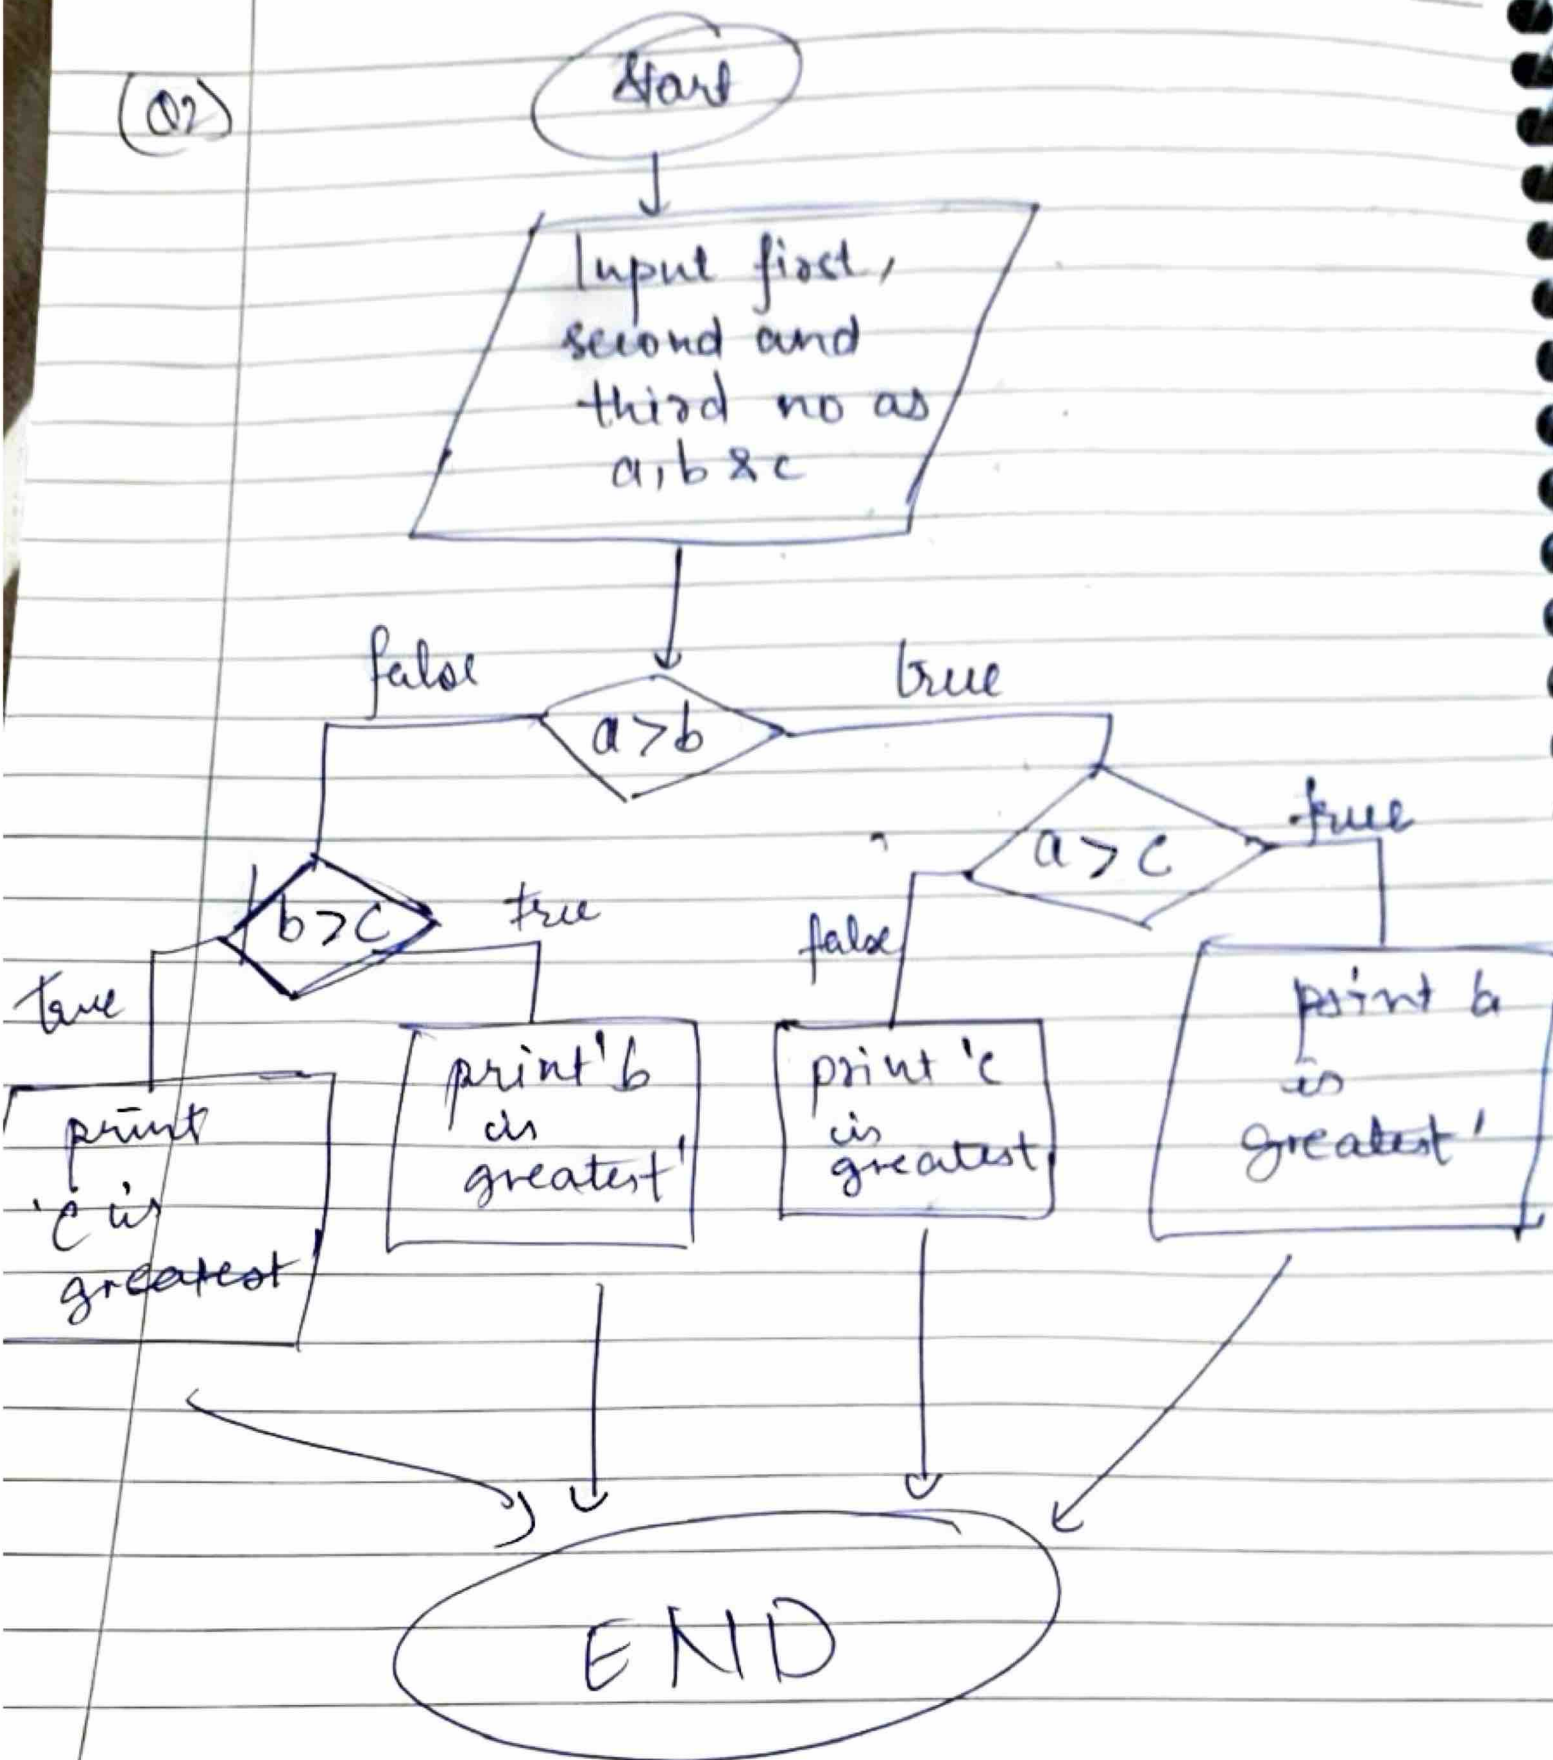 (Q2)
Start
Input first,
second and
third no as
a, b & c
false
true
a>b
a>c
true
b>c
true
false
true
print
'c is
greatest'
print 'b
is
greatest'
print 'c
is
greatest
print a
is
greatest'
END